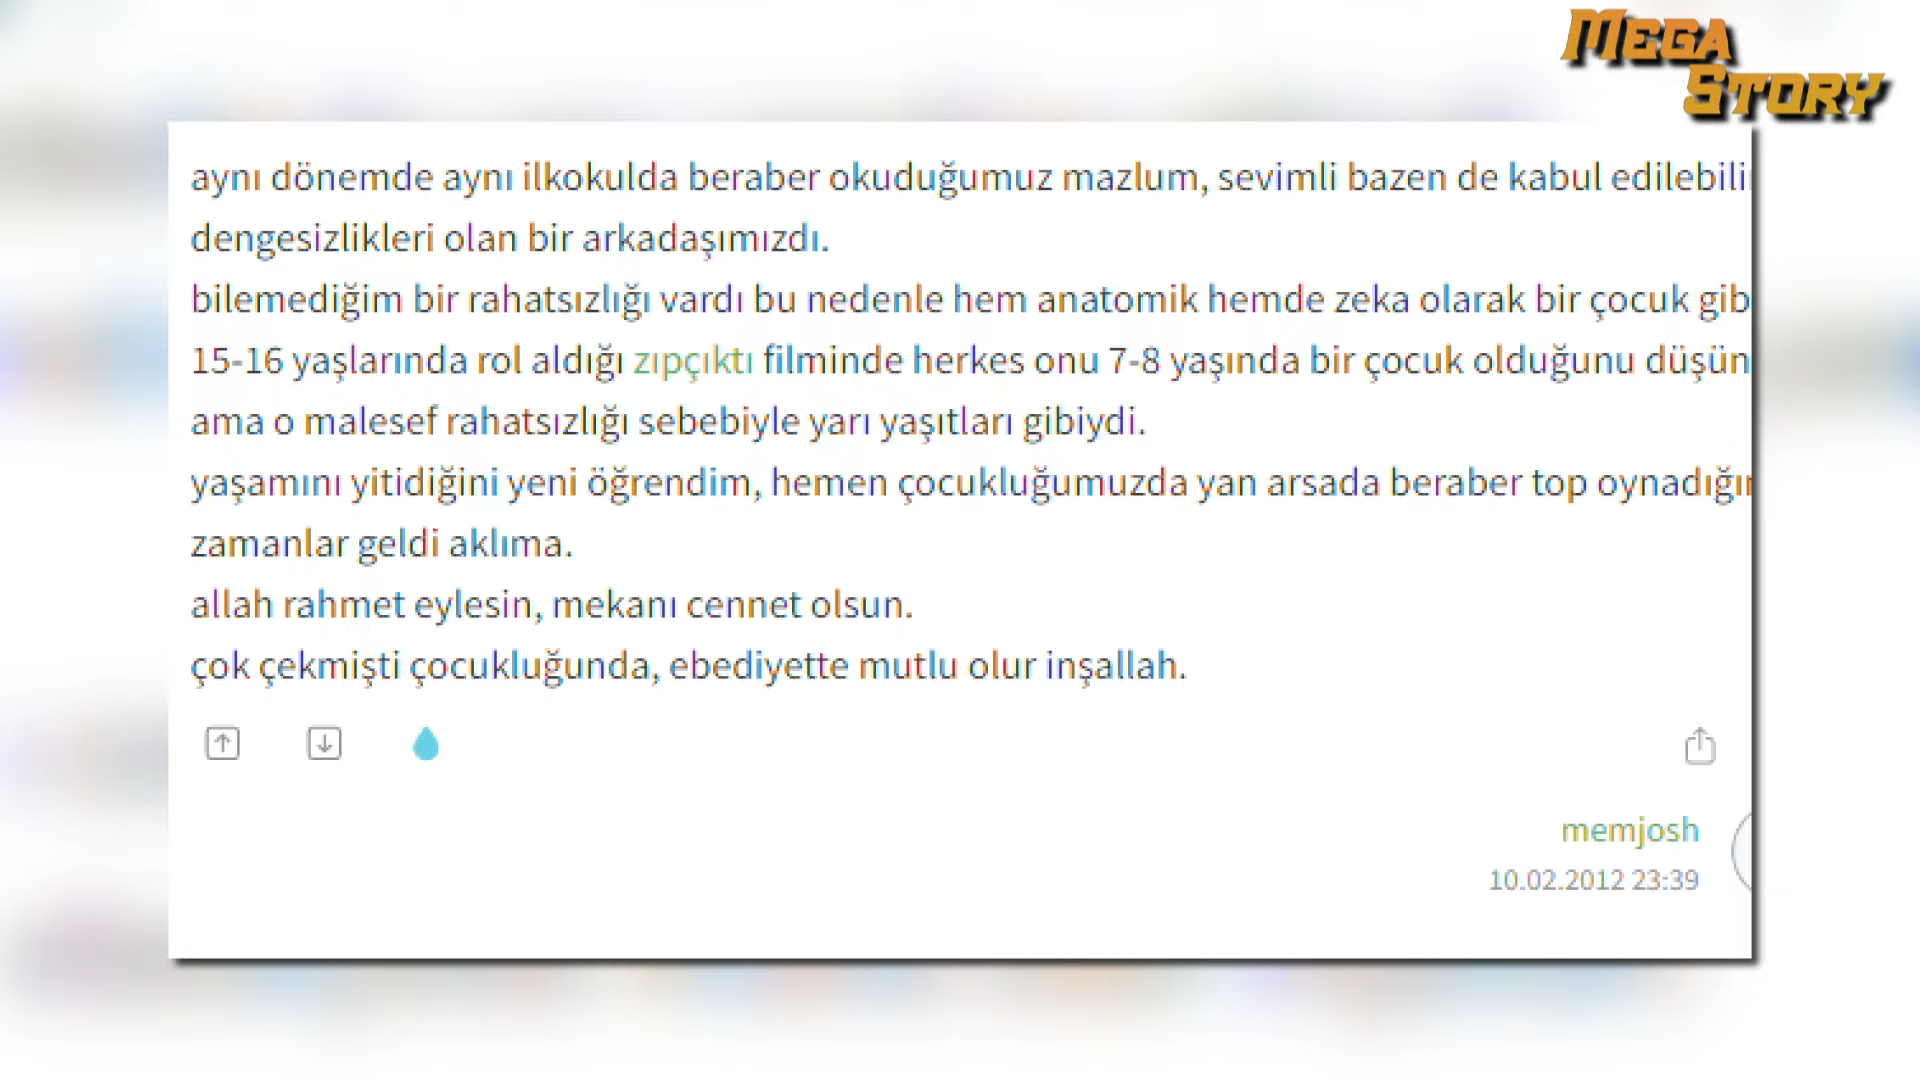 MEGA
STORY
aynı dönemde aynı ilkokulda beraber okuduğumuz mazlum, sevimli bazen de kabul
dengesizlikleri olan bir arkadaşımızdı.
bilemediğim bir rahatsızlığı vardı bu nedenle hem anatomik hemde zeka olarak bir çocuk
15-16 yaşlarında rol aldığı zıpçıktı filminde herkes onu 7-8 yaşında bir çocuk olduğunu
ama o malesef rahatsızlığı sebebiyle yarı yaşıtları gibiydi.
yaşamını yitidiğini yeni öğrendim, hemen çocukluğumuzda yan arsada beraber top
zamanlar geldi aklıma.
allah rahmet eylesin, mekanı cennet olsun.
çok çekmişti çocukluğunda, ebediyette mutlu olur inşallah.
memjosh
10.02.2012 23:39